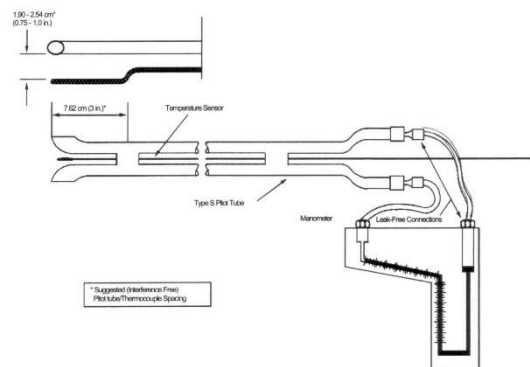 1.90 - 2.54 cm*
(0.75 - 1.0 in.)
7.62 cm (3 in.)*
Temperature Sensor
Type S Pitot Tube
Manometer
Leak-Free Connections
* Suggested (Interference Free)
Pitot tube/Thermocouple Spacing